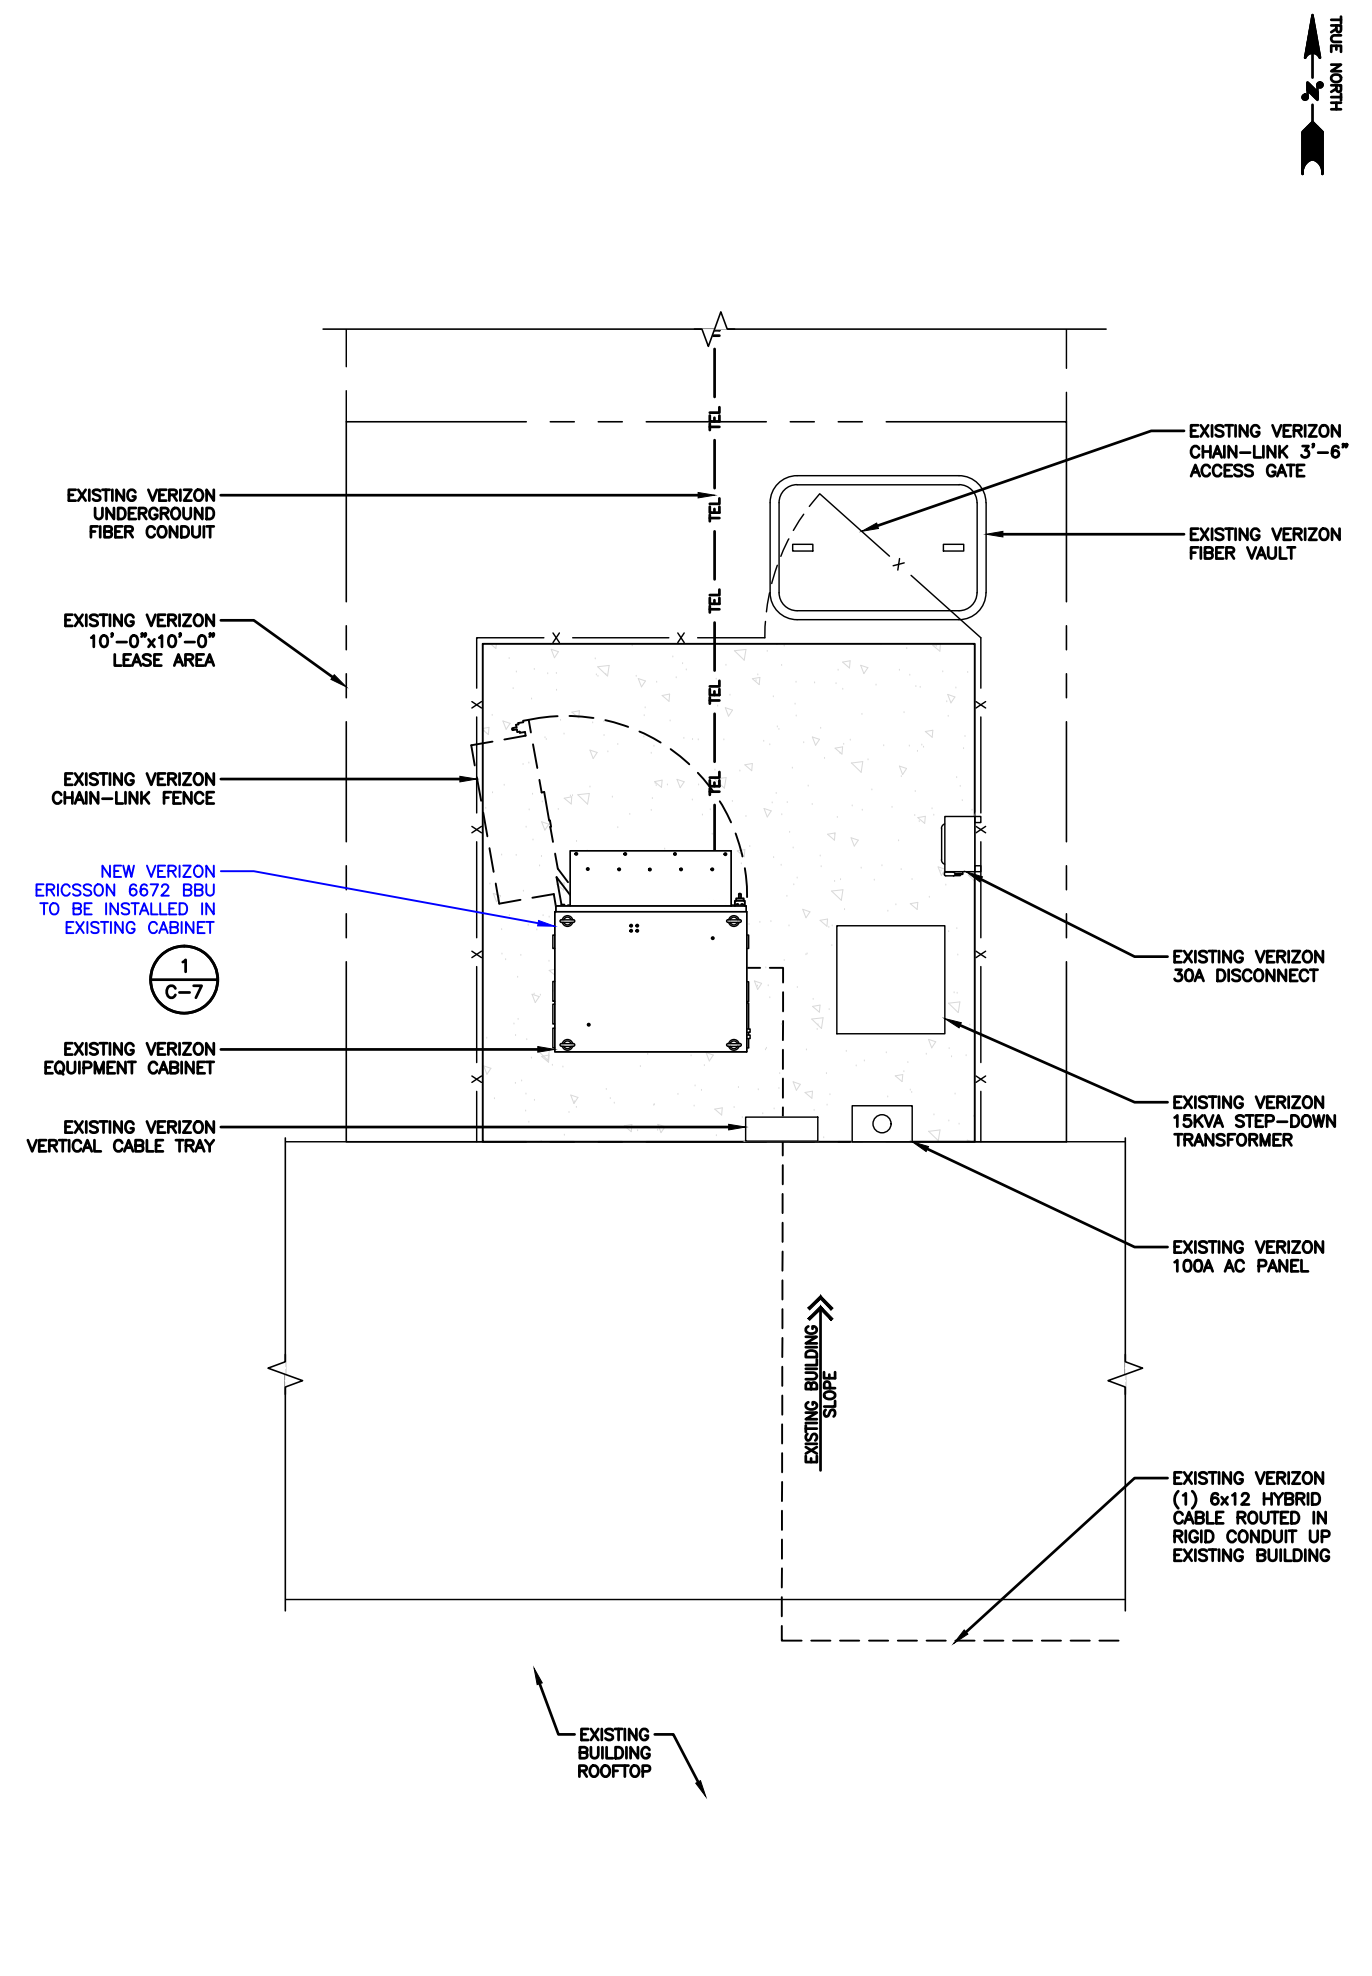 TRUE NORTH
N
TEL
TEL
TEL
TEL
TEL
EXISTING VERIZON
UNDERGROUND
FIBER CONDUIT
EXISTING VERIZON
10'-0"x10'-0"
LEASE AREA
EXISTING VERIZON
CHAIN-LINK FENCE
NEW VERIZON
ERICSSON 6672 BBU
TO BE INSTALLED IN
EXISTING CABINET
1
C-7
EXISTING VERIZON
EQUIPMENT CABINET
EXISTING VERIZON
VERTICAL CABLE TRAY
EXISTING VERIZON
CHAIN-LINK 3'-6"
ACCESS GATE
EXISTING VERIZON
FIBER VAULT
EXISTING VERIZON
30A DISCONNECT
EXISTING VERIZON
15KVA STEP-DOWN
TRANSFORMER
EXISTING VERIZON
100A AC PANEL
EXISTING BUILDING
SLOPE
EXISTING VERIZON
(1) 6x12 HYBRID
CABLE ROUTED IN
RIGID CONDUIT UP
EXISTING BUILDING
EXISTING
BUILDING
ROOFTOP